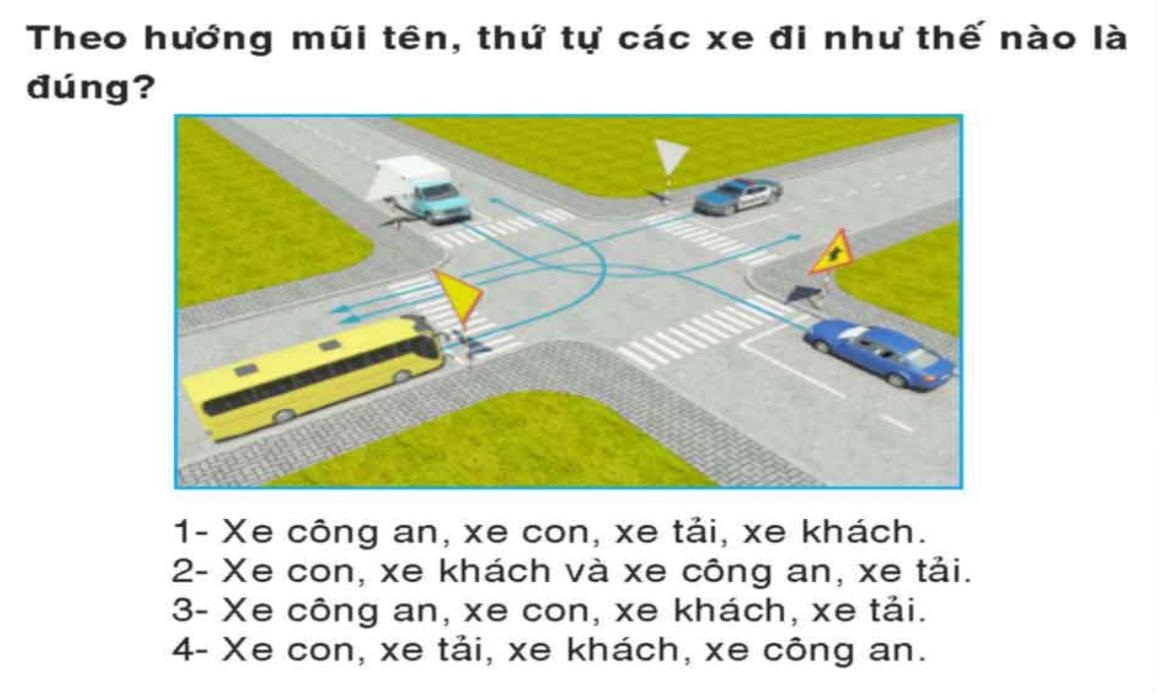 Theo hướng mũi tên, thứ tự các xe đi như thế nào là
đúng?
1- Xe công an, xe con, xe tải, xe khách.
2- Xe con, xe khách và xe công an, xe tải.
3- Xe công an, xe con, xe khách, xe tải.
4- Xe con, xe tải, xe khách, xe công an.